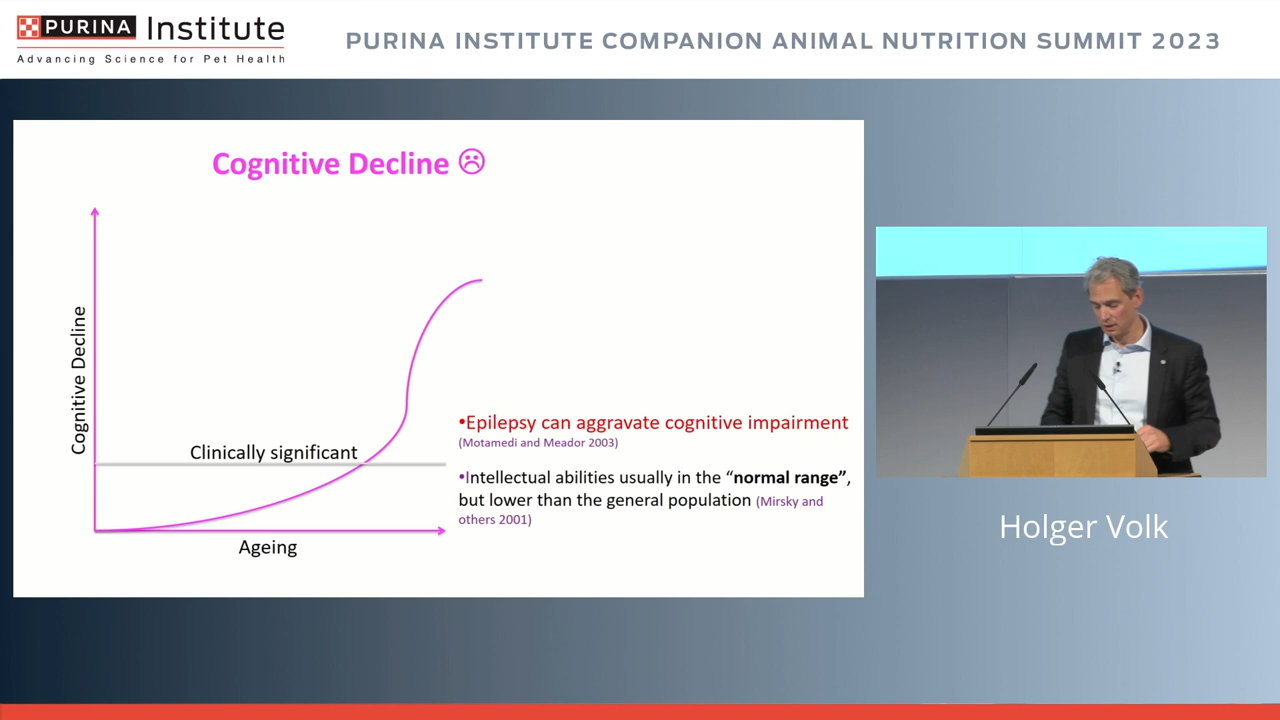 PURINA Institute
Advancing Science for Pet Health
PURINA INSTITUTE COMPANION ANIMAL NUTRITION SUMMIT 2023
Cognitive Decline ☹
Cognitive Decline
Clinically significant
Ageing
•Epilepsy can aggravate cognitive impairment
(Motamedi and Meador 2003)
•Intellectual abilities usually in the “normal range”,
but lower than the general population (Mirsky and
others 2001)
Holger Volk